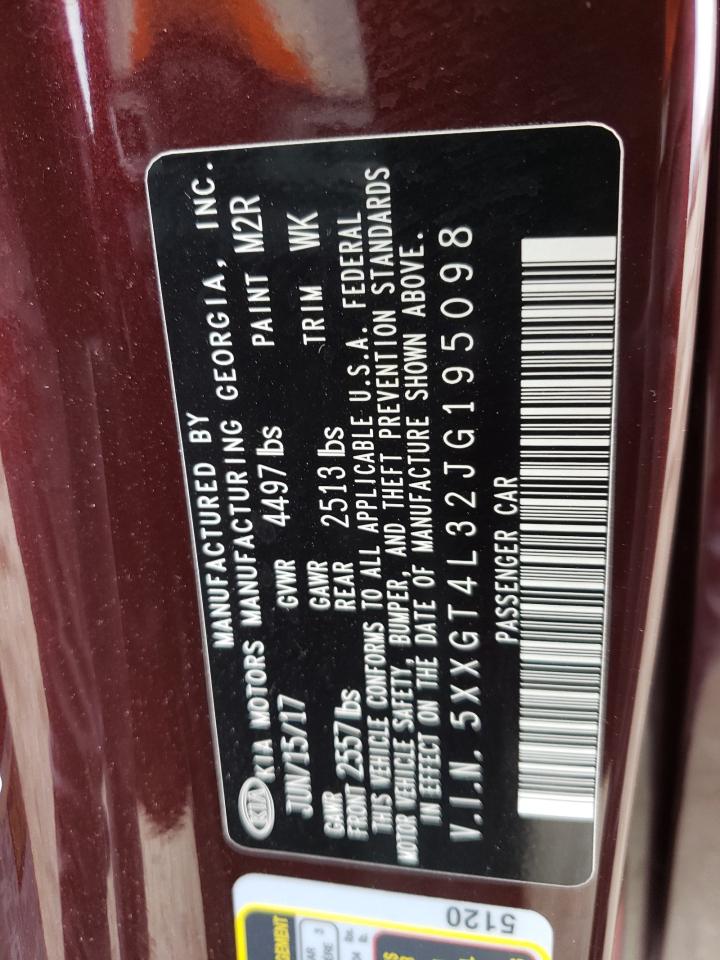 MANUFACTURED BY
KIA KIA MOTORS MANUFACTURING GEORGIA, INC.
JUN/15/17 GVWR 4497 lbs PAINT M2R
GAWR FRONT 2557 lbs GAWR REAR 2513 lbs TRIM WK
THIS VEHICLE CONFORMS TO ALL APPLICABLE U.S.A. FEDERAL
MOTOR VEHICLE SAFETY, BUMPER, AND THEFT PREVENTION STANDARDS
IN EFFECT ON THE DATE OF MANUFACTURE SHOWN ABOVE.
V.I.N. 5XXGT4L32JG195098
PASSENGER CAR
5120